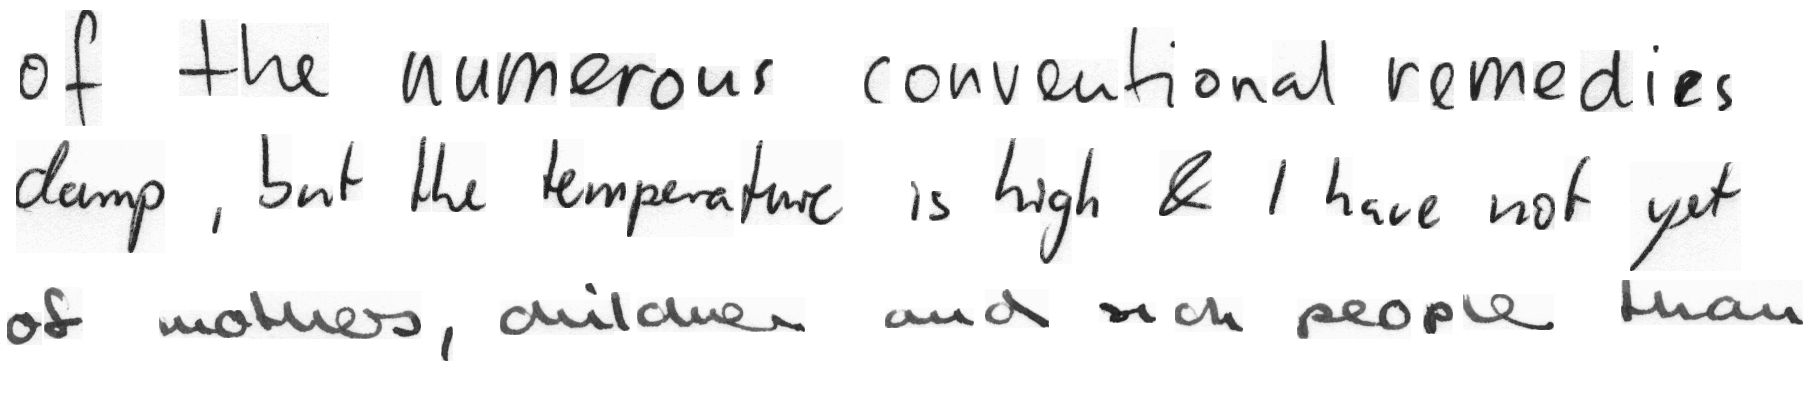 of the numerous conventional remedies
damp, but the temperature is high & I have not yet
of mothers, children and rich people than